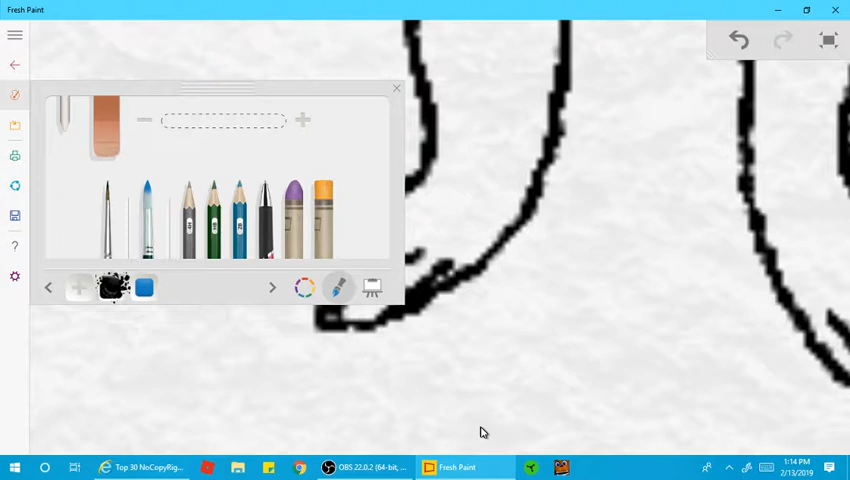 Fresh Paint
Top 30 NoCopyRig...
OBS 22.0.2 (64-bit, ...
Fresh Paint
1:14 PM
2/13/2019